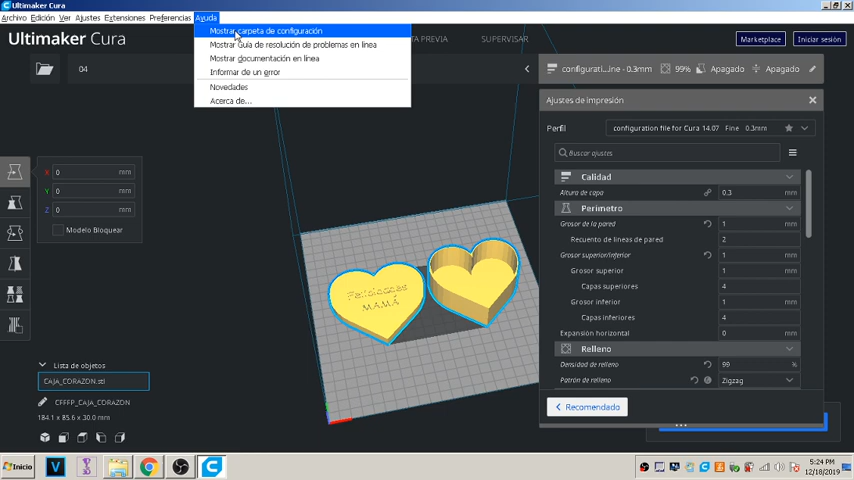 Ultimaker Cura
Archivo Edición Ver Ajustes Extensiones Preferencias Ayuda
Mostrar carpeta de configuración
Mostrar Guía de resolución de problemas en línea
Mostrar documentación en línea
Informar de un error
Novedades
Acerca de...
Ultimaker Cura
TA PREVIA
SUPERVISAR
Marketplace
Iniciar sesión
04
configurati...ine - 0.3mm
99%
Apagado
Apagado
Ajustes de impresión
Perfil
configuration file for Cura 14.07 Fine 0.3mm
Buscar ajustes
Calidad
Altura de capa 0.3 mm
Perímetro
Grosor de la pared 1 mm
Recuento de líneas de pared 2
Grosor superior/inferior 1 mm
Grosor superior 1 mm
Capas superiores 4
Grosor inferior 1 mm
Capas inferiores 4
Expansión horizontal 0 mm
Relleno
Densidad de relleno 99 %
Patrón de relleno Zigzag
Recomendado
X 0 mm
Y 0 mm
Z 0 mm
Modelo Bloquear
Felicidades
MAMÁ
Lista de objetos
CAJA_CORAZON.stl
CFFFP_CAJA_CORAZON
184.1 x 85.6 x 30.0 mm
Inicio
5:24 PM
12/18/2019